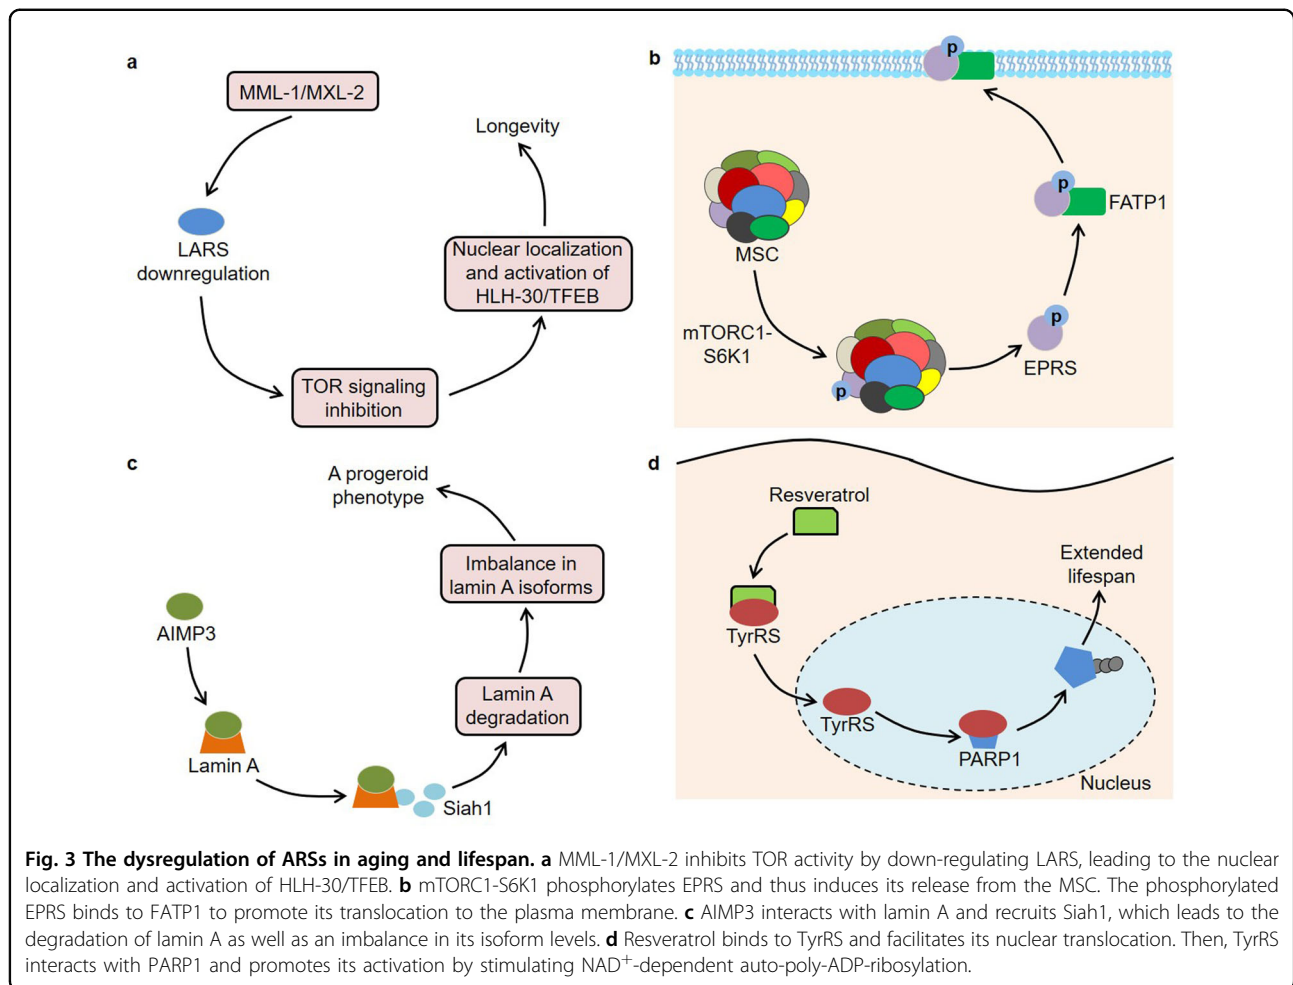 a
MML-1/MXL-2
Longevity
LARS
downregulation
Nuclear localization
and activation of
HLH-30/TFEB
TOR signaling
inhibition
b
p
MSC
p
FATP1
mTORC1-
S6K1
p
p
EPRS
c
A progeroid
phenotype
Imbalance in
lamin A isoforms
AIMP3
Lamin A
degradation
Lamin A
Siah1
d
Resveratrol
Extended
lifespan
TyrRS
TyrRS
PARP1
Nucleus
Fig. 3 The dysregulation of ARSs in aging and lifespan. a MML-1/MXL-2 inhibits TOR activity by down-regulating LARS, leading to the nuclear
localization and activation of HLH-30/TFEB. b mTORC1-S6K1 phosphorylates EPRS and thus induces its release from the MSC. The phosphorylated
EPRS binds to FATP1 to promote its translocation to the plasma membrane. c AIMP3 interacts with lamin A and recruits Siah1, which leads to the
degradation of lamin A as well as an imbalance in its isoform levels. d Resveratrol binds to TyrRS and facilitates its nuclear translocation. Then, TyrRS
interacts with PARP1 and promotes its activation by stimulating NAD⁺-dependent auto-poly-ADP-ribosylation.